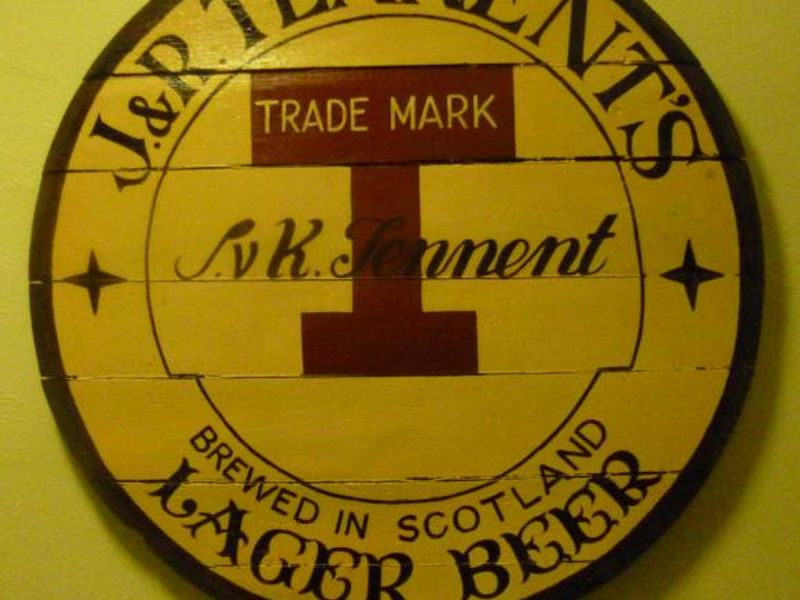 J.&R. TENNENT'S
TRADE MARK
J.v K. Tennent
BREWED IN SCOTLAND
LAGER BEER